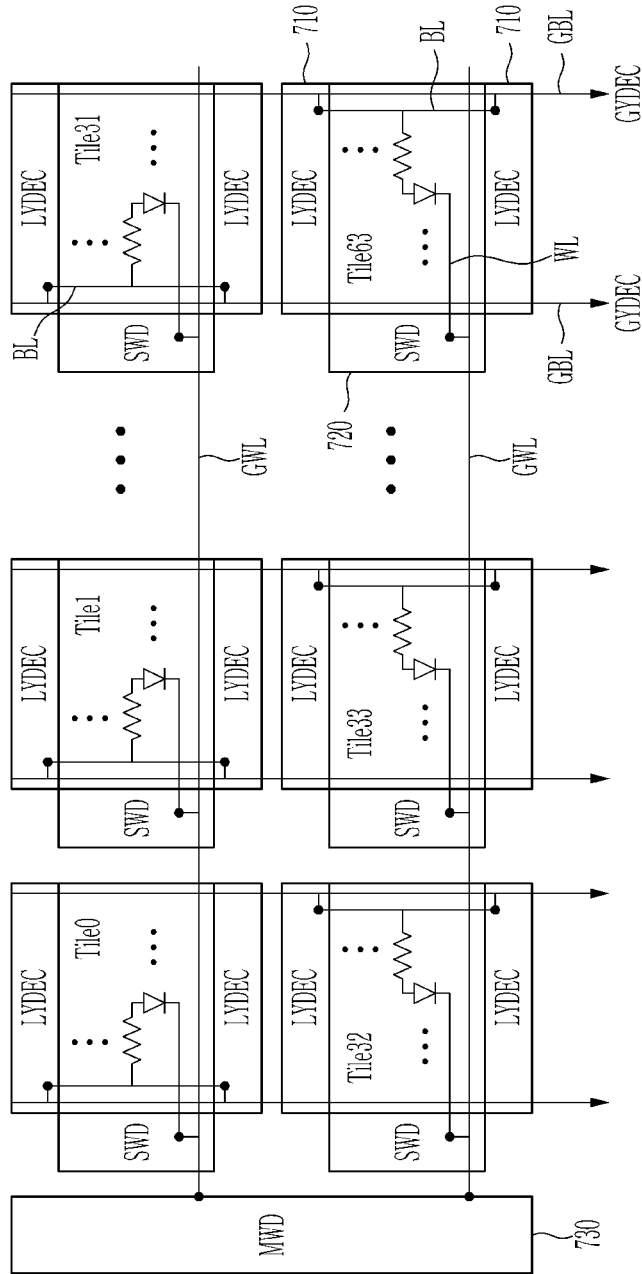 710
BL
710
GBL
LYDEC
Tile31
LYDEC
LYDEC
Tile63
LYDEC
GYDEC
BL
SWD
SWD
WL
GBL
GYDEC
720
GWL
GWL
LYDEC
Tile1
LYDEC
LYDEC
Tile33
LYDEC
SWD
SWD
LYDEC
Tile0
LYDEC
LYDEC
Tile32
LYDEC
SWD
SWD
MWD
730